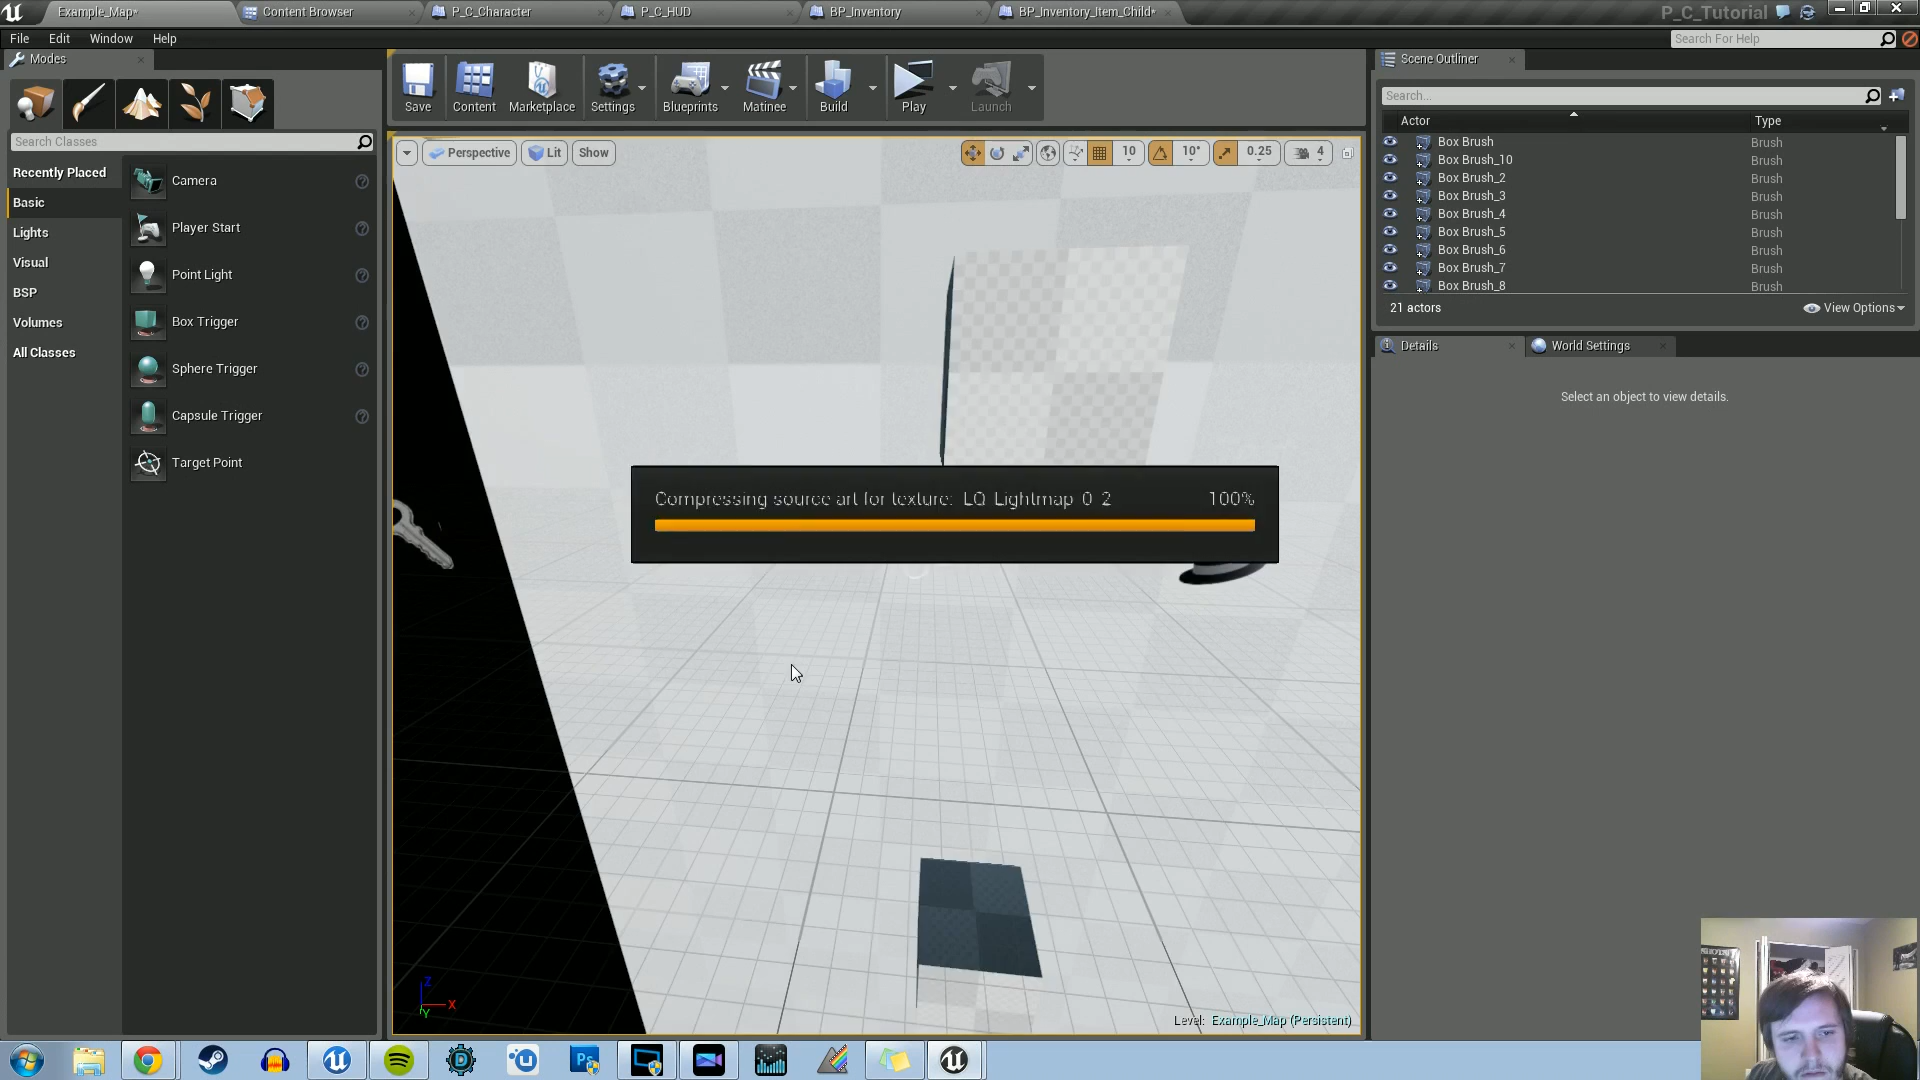 Example_Map*
Content Browser
P_C_Character
P_C_HUD
BP_Inventory
BP_Inventory_Item_Child*
P_C_Tutorial
File
Edit
Window
Help
Search For Help
Modes
Search Classes
Recently Placed
Basic
Lights
Visual
BSP
Volumes
All Classes
Camera
Player Start
Point Light
Box Trigger
Sphere Trigger
Capsule Trigger
Target Point
Save
Content
Marketplace
Settings
Blueprints
Matinee
Build
Play
Launch
Perspective
Lit
Show
10
10°
0.25
4
Compressing source art for texture: LQ_Lightmap_0_2
100%
Z
X
Y
Level: Example_Map (Persistent)
Scene Outliner
Search...
Actor
Type
Box Brush
Brush
Box Brush_10
Brush
Box Brush_2
Brush
Box Brush_3
Brush
Box Brush_4
Brush
Box Brush_5
Brush
Box Brush_6
Brush
Box Brush_7
Brush
Box Brush_8
Brush
21 actors
View Options
Details
World Settings
Select an object to view details.
Ps